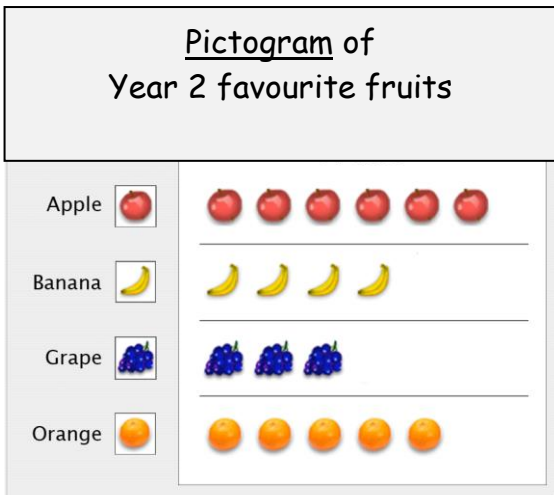 Pictogram of
Year 2 favourite fruits
Apple
Banana
Grape
Orange